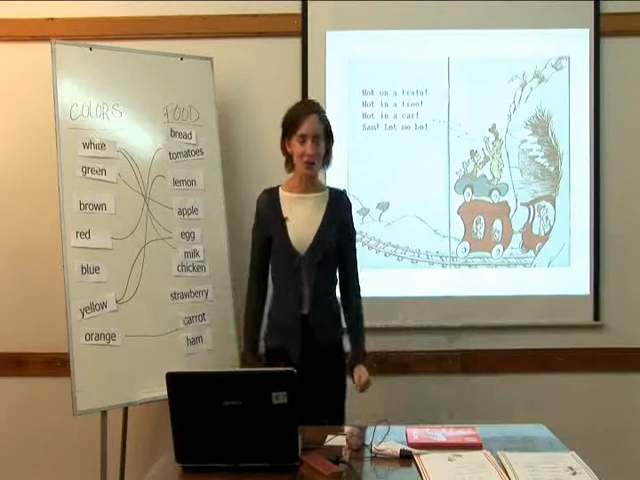 COLORS
white
green
brown
red
blue
yellow
orange
FOOD
bread
tomatoes
lemon
apple
egg
milk
chicken
strawberry
carrot
ham
Not on a train!
Not in a tree!
Not in a car!
Sam! Let me be!